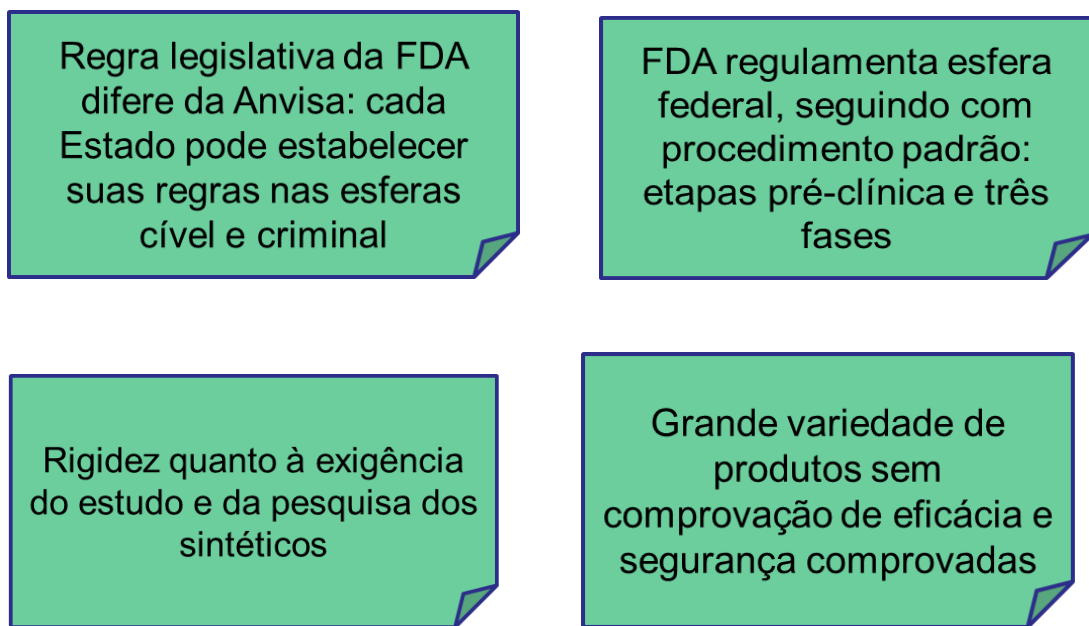 Regra legislativa da FDA
difere da Anvisa: cada
Estado pode estabelecer
suas regras nas esferas
cível e criminal
FDA regulamenta esfera
federal, seguindo com
procedimento padrão:
etapas pré-clínica e três
fases
Rigidez quanto à exigência
do estudo e da pesquisa dos
sintéticos
Grande variedade de
produtos sem
comprovação de eficácia e
segurança comprovadas